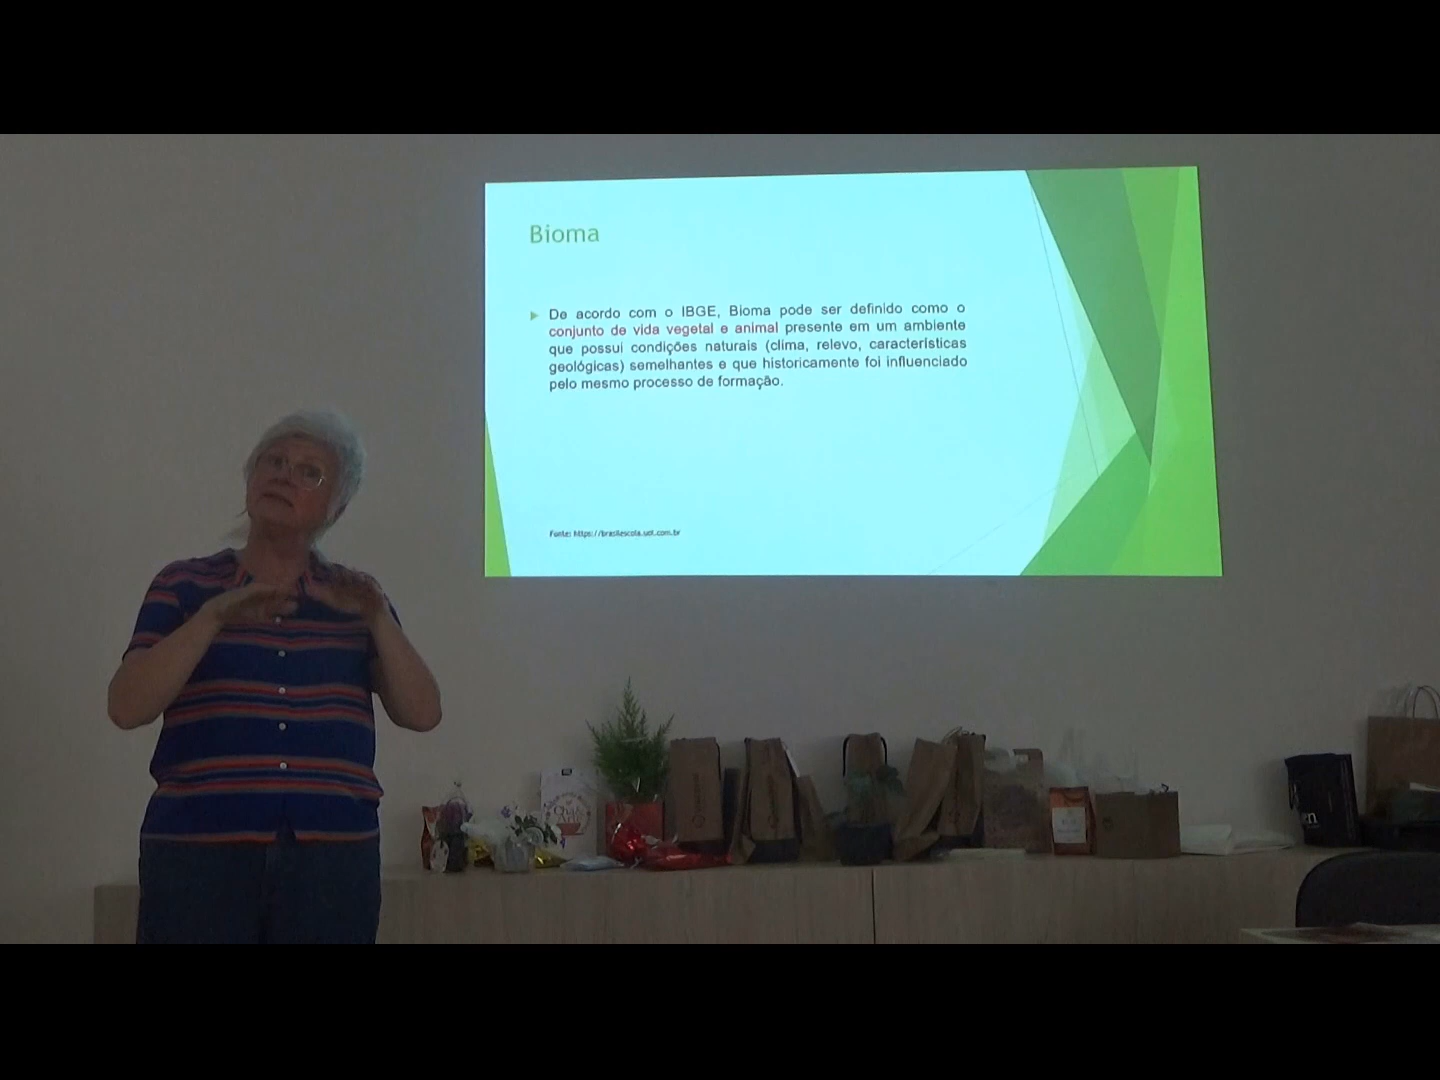 Bioma
De acordo com o IBGE, Bioma pode ser definido como o
conjunto de vida vegetal e animal presente em um ambiente
que possui condições naturais (clima, relevo, características
geológicas) semelhantes e que historicamente foi influenciado
pelo mesmo processo de formação.
Fonte: https://brasilescola.uol.com.br